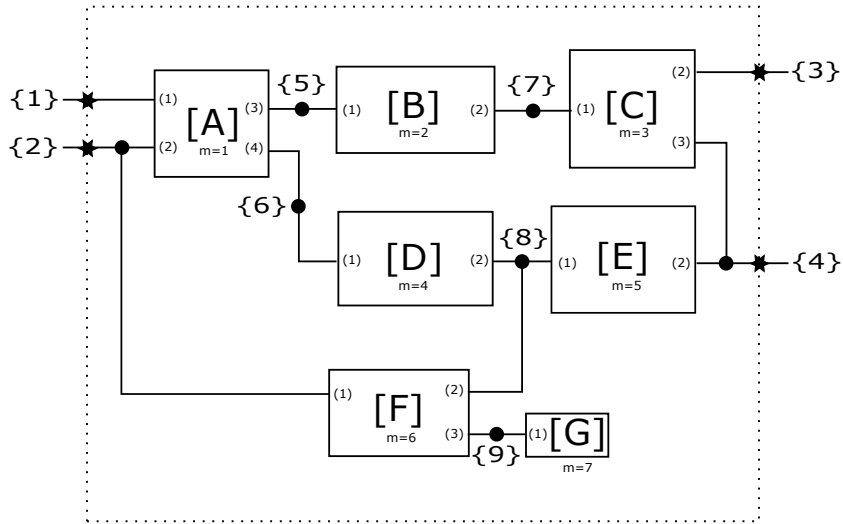 {1}
{2}
(1)
(2)
[A]
m=1
(3)
(4)
{5}
(1)
[B]
m=2
(2)
{7}
(1)
[C]
m=3
(2)
(3)
{3}
{6}
(1)
[D]
m=4
(2)
{8}
(1)
[E]
m=5
(2)
{4}
(1)
[F]
m=6
(2)
(3)
{9}
(1)
[G]
m=7